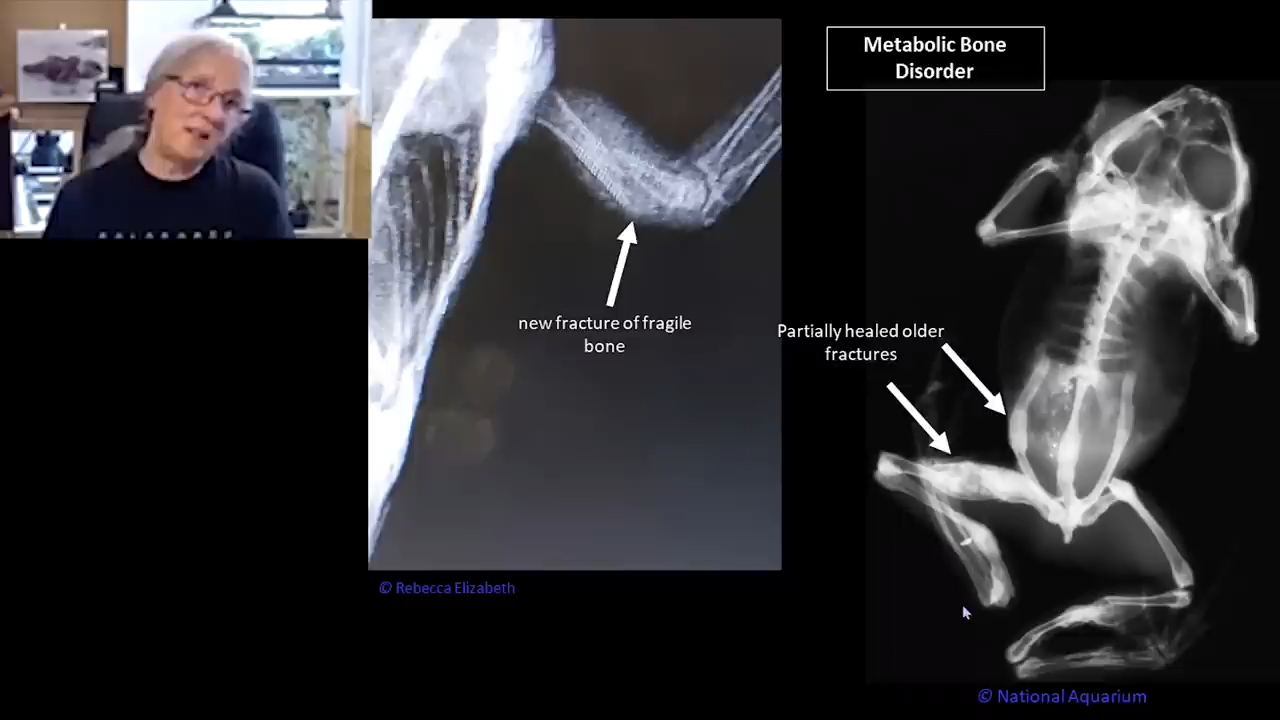 Metabolic Bone
Disorder
new fracture of fragile
bone
Partially healed older
fractures
© Rebecca Elizabeth
© National Aquarium